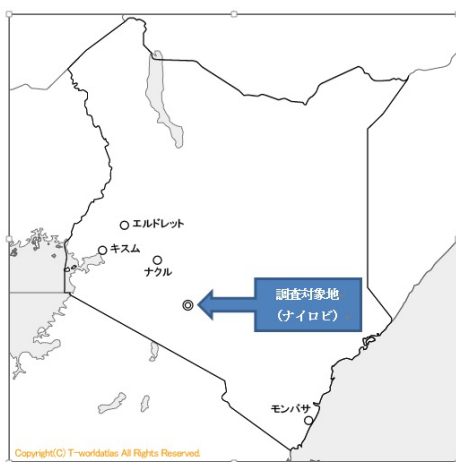 エルドレット
キスム
ナクル
調査対象地
（ナイロビ）
モンバサ
Copyright(C) T-worldatlas All Rights Reserved.